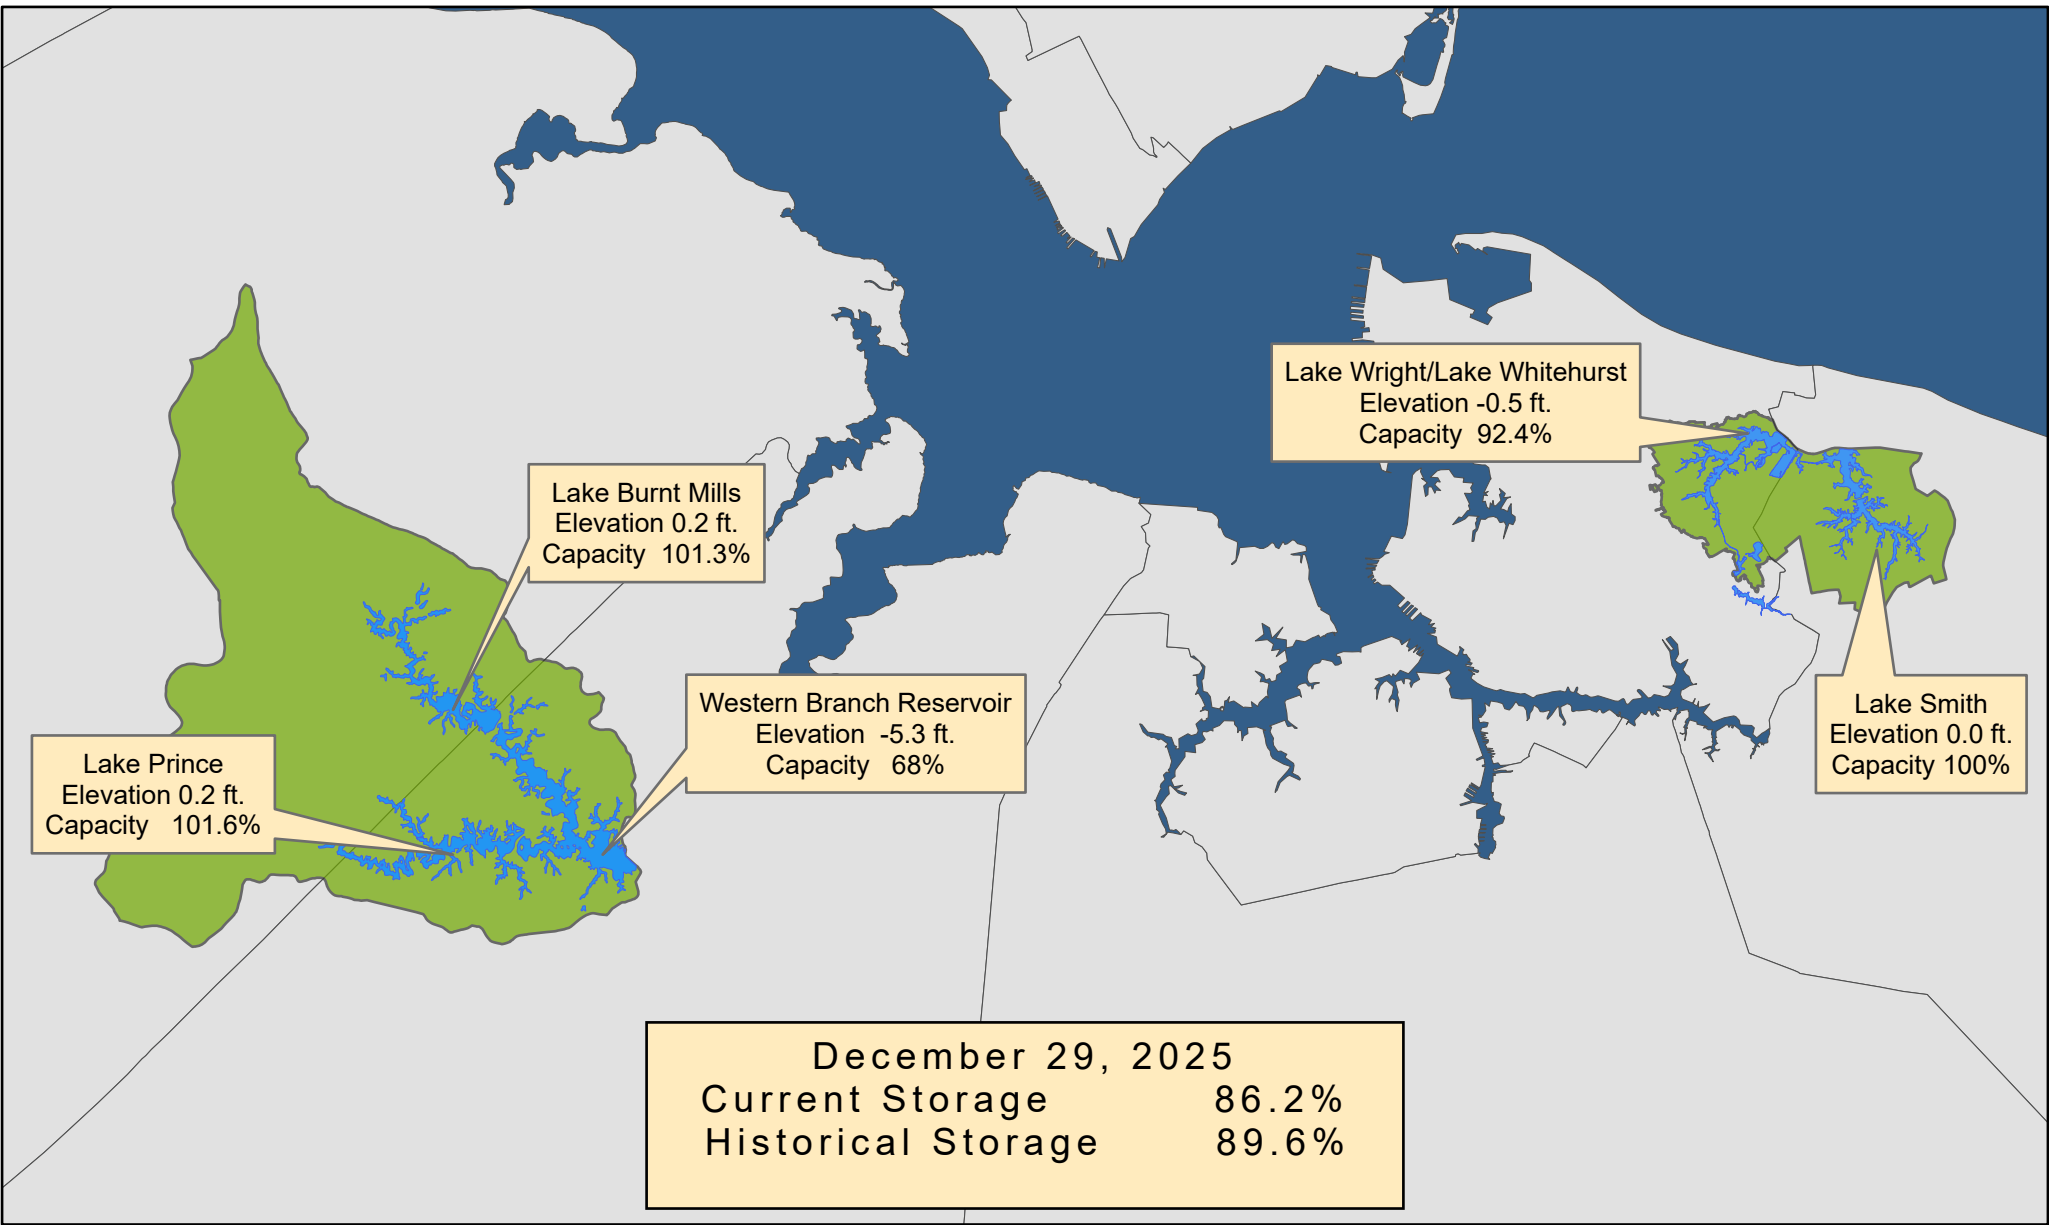 Lake Wright/Lake Whitehurst
Elevation -0.5 ft.
Capacity 92.4%
Lake Burnt Mills
Elevation 0.2 ft.
Capacity 101.3%
Western Branch Reservoir
Elevation -5.3 ft.
Capacity 68%
Lake Smith
Elevation 0.0 ft.
Capacity 100%
Lake Prince
Elevation 0.2 ft.
Capacity 101.6%
December 29, 2025
Current Storage 86.2%
Historical Storage 89.6%